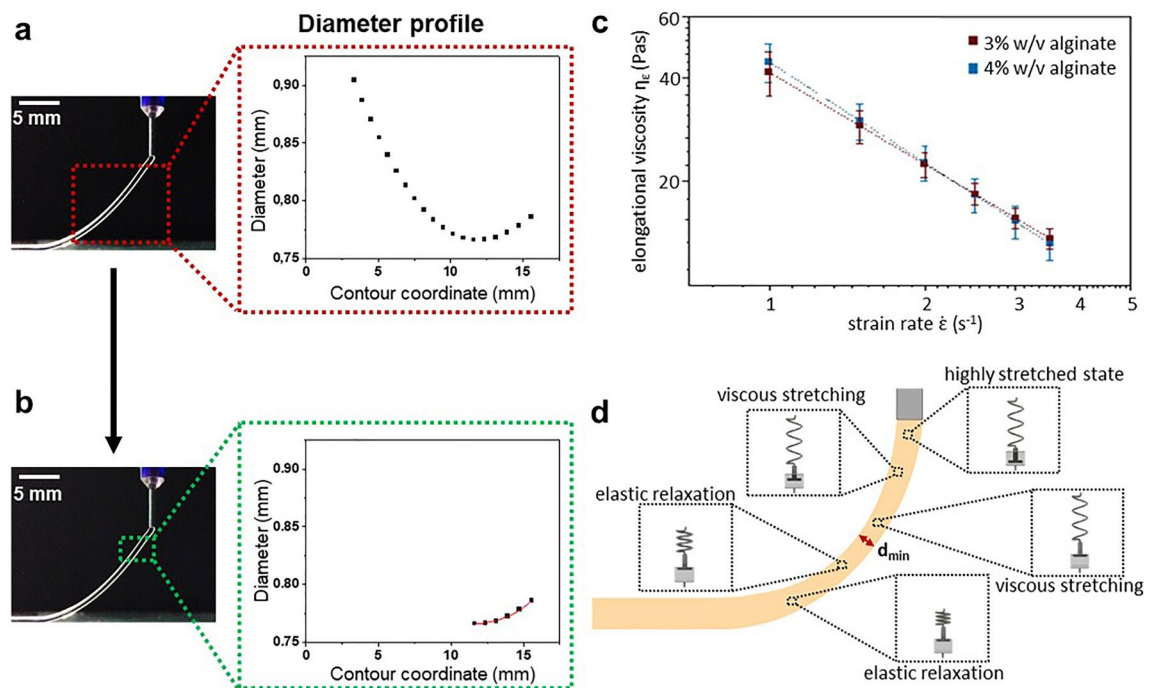 a
Diameter profile
5 mm
0,90
0,85
0,80
0,75
Diameter (mm)
0
5
10
15
Contour coordinate (mm)
b
5 mm
0.90
0.85
0.80
0.75
Diameter (mm)
0
5
10
15
Contour coordinate (mm)
c
60
40
20
elongational viscosity ηε (Pas)
3% w/v alginate
4% w/v alginate
1
2
3
4
5
strain rate ε̇ (s⁻¹)
d
viscous stretching
highly stretched state
elastic relaxation
dmin
viscous stretching
elastic relaxation